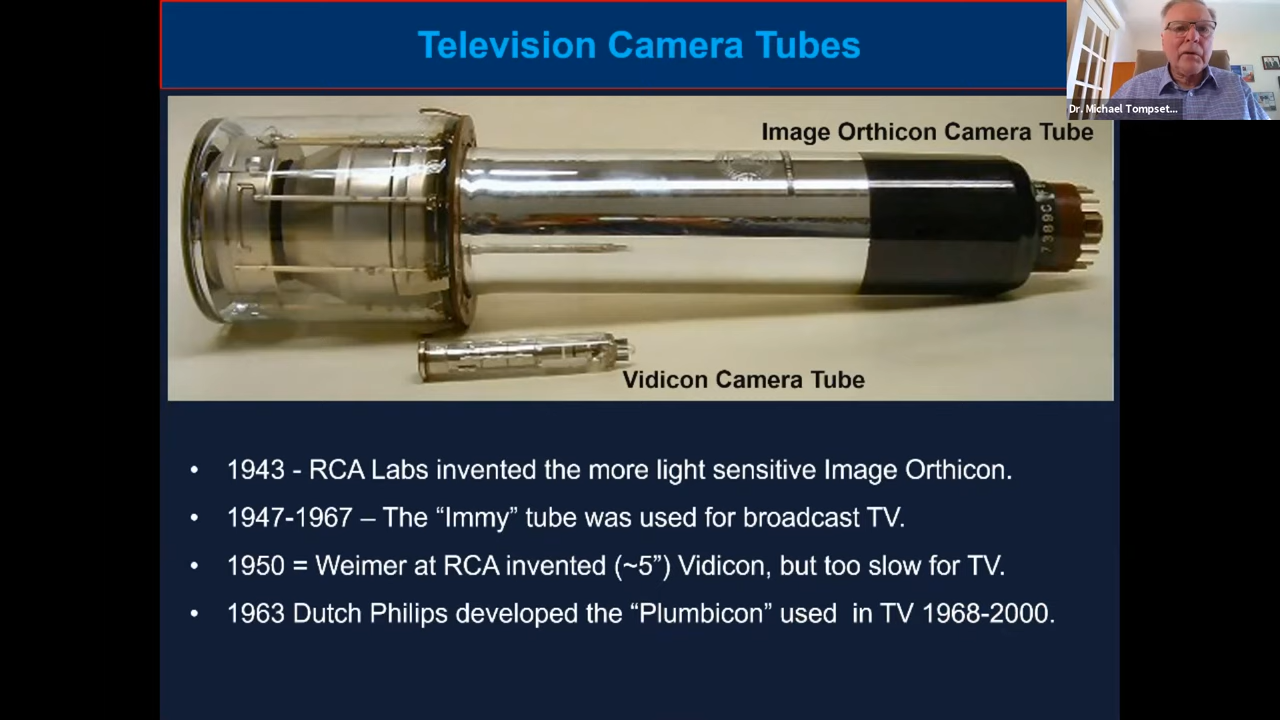 Television Camera Tubes
Dr. Michael Tompset...
Image Orthicon Camera Tube
Vidicon Camera Tube
• 1943 - RCA Labs invented the more light sensitive Image Orthicon.
• 1947-1967 – The “Immy” tube was used for broadcast TV.
• 1950 = Weimer at RCA invented (~5”) Vidicon, but too slow for TV.
• 1963 Dutch Philips developed the “Plumbicon” used in TV 1968-2000.